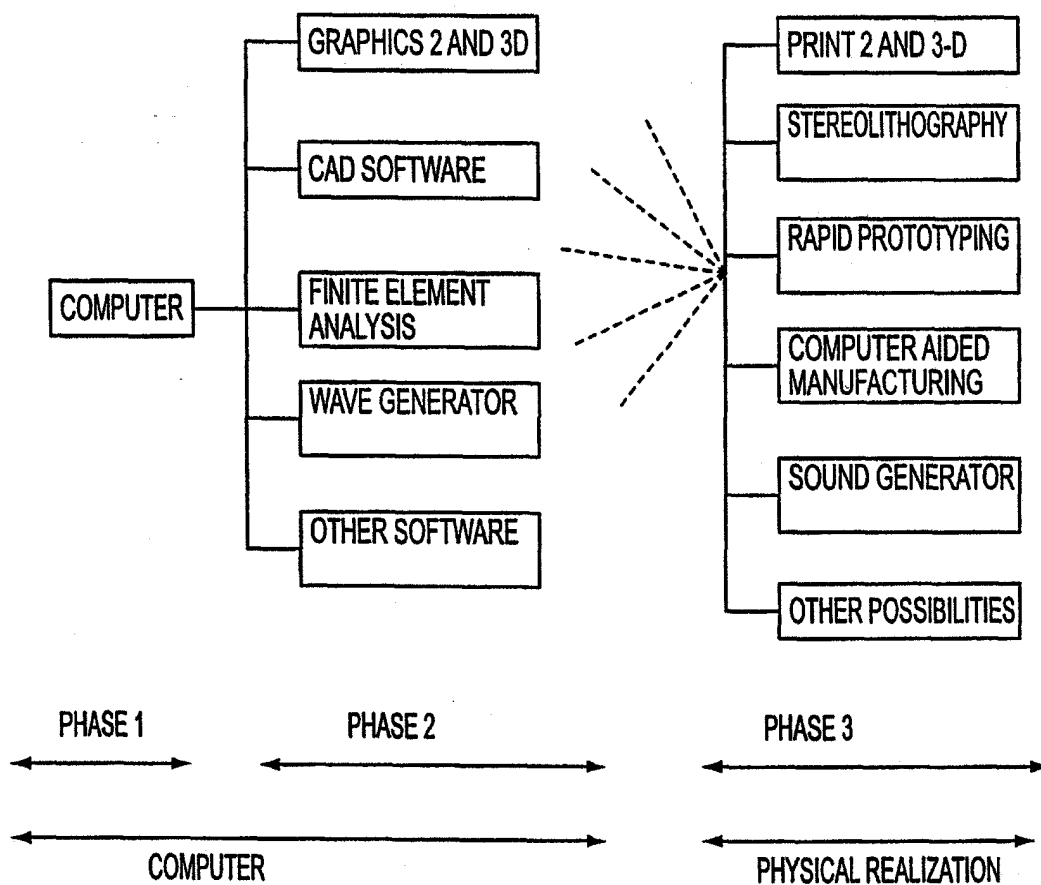 GRAPHICS 2 AND 3D
CAD SOFTWARE
COMPUTER
FINITE ELEMENT
ANALYSIS
WAVE GENERATOR
OTHER SOFTWARE
PRINT 2 AND 3-D
STEREOLITHOGRAPHY
RAPID PROTOTYPING
COMPUTER AIDED
MANUFACTURING
SOUND GENERATOR
OTHER POSSIBILITIES
PHASE 1
PHASE 2
PHASE 3
COMPUTER
PHYSICAL REALIZATION